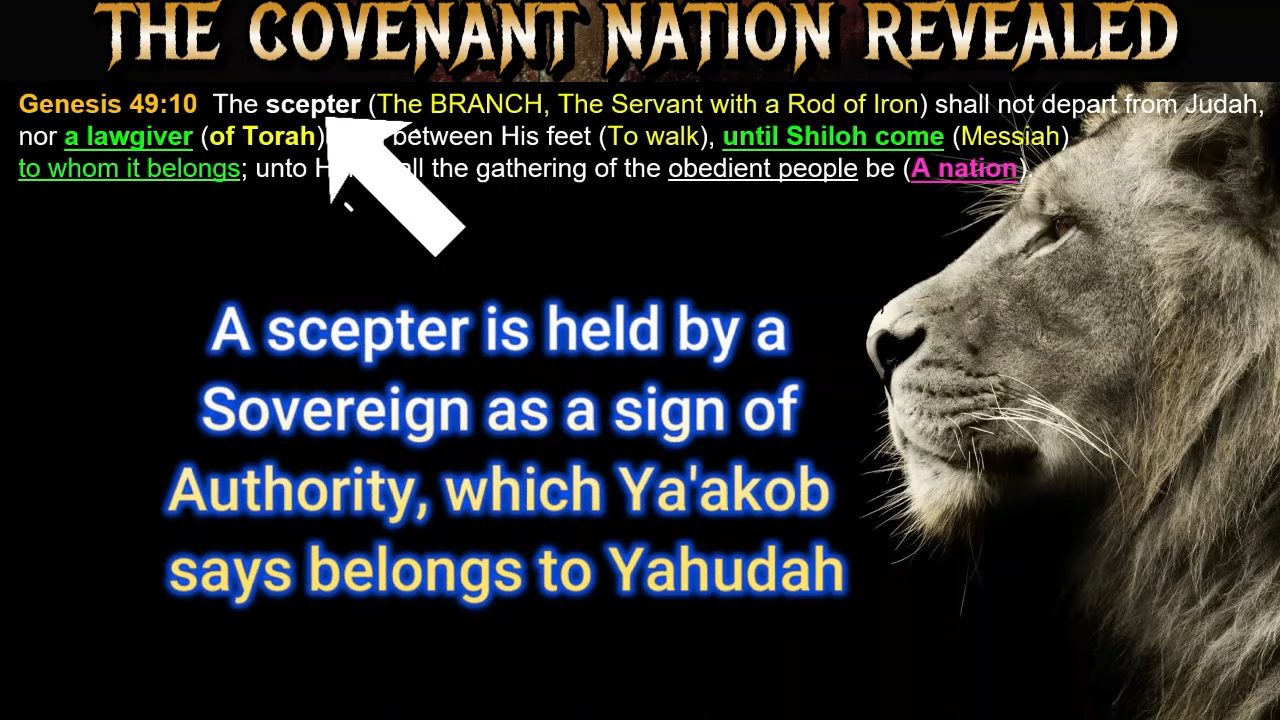 THE COVENANT NATION REVEALED
Genesis 49:10 The scepter (The BRANCH, The Servant with a Rod of Iron) shall not depart from Judah,
nor a lawgiver (of Torah) between His feet (To walk), until Shiloh come (Messiah)
to whom it belongs; unto the gathering of the obedient people be (A nation)
A scepter is held by a
Sovereign as a sign of
Authority, which Ya'akob
says belongs to Yahudah